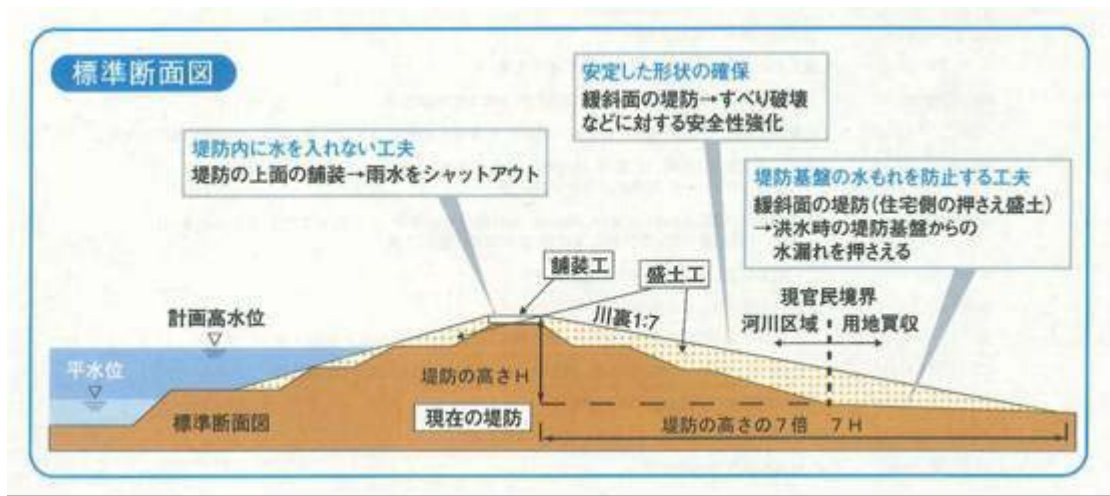 標準断面図
安定した形状の確保
緩斜面の堤防→すべり破壊
などに対する安全性強化
堤防内に水を入れない工夫
堤防の上面の舗装→雨水をシャットアウト
堤防基盤の水もれを防止する工夫
緩斜面の堤防(住宅側の押さえ盛土)
→洪水時の堤防基盤からの
水漏れを押さえる
舗装工
盛土工
川裏1:7
現官民境界
河川区域
用地買収
計画高水位
平水位
堤防の高さH
現在の堤防
標準断面図
堤防の高さの7倍 7H